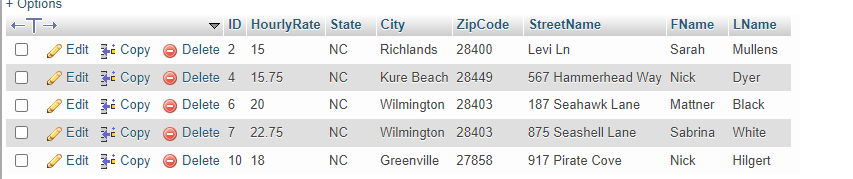 + Options
ID HourlyRate State City ZipCode StreetName FName LName
Edit Copy Delete 2 15 NC Richlands 28400 Levi Ln Sarah Mullens
Edit Copy Delete 4 15.75 NC Kure Beach 28449 567 Hammerhead Way Nick Dyer
Edit Copy Delete 6 20 NC Wilmington 28403 187 Seahawk Lane Mattner Black
Edit Copy Delete 7 22.75 NC Wilmington 28403 875 Seashell Lane Sabrina White
Edit Copy Delete 10 18 NC Greenville 27858 917 Pirate Cove Nick Hilgert